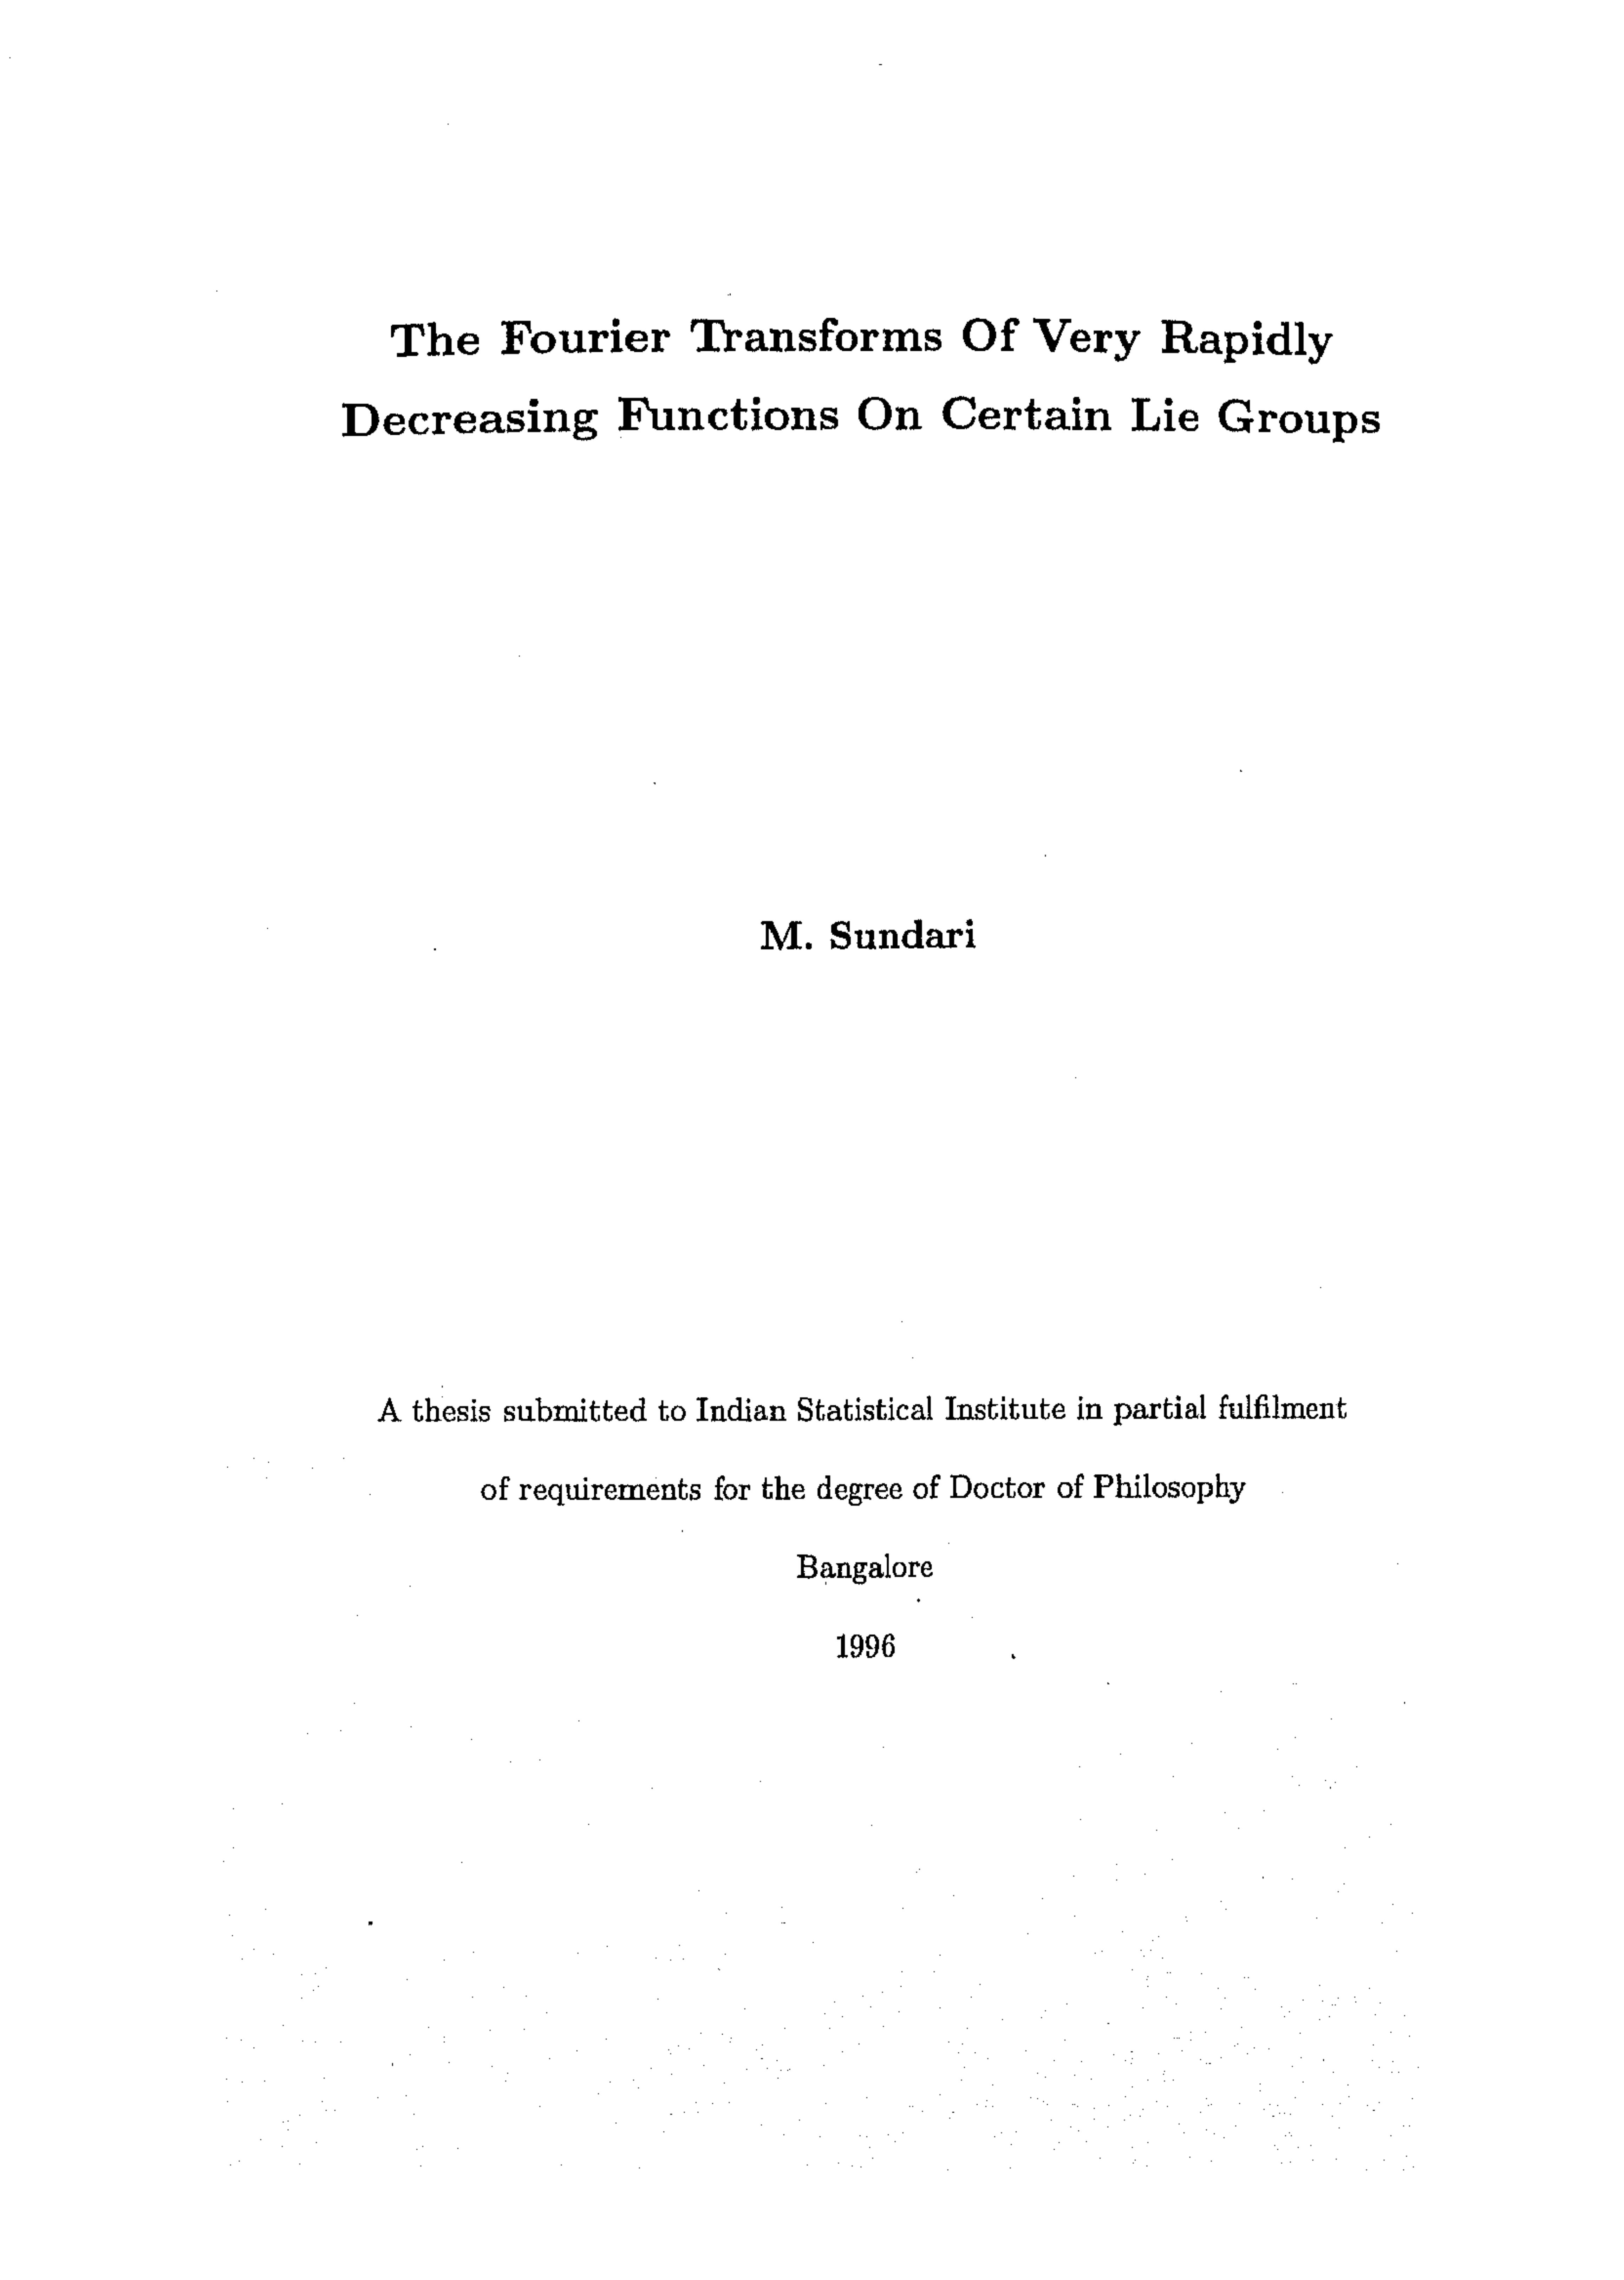 The Fourier Transforms Of Very Rapidly
Decreasing Functions On Certain Lie Groups
M. Sundari
A thesis submitted to Indian Statistical Institute in partial fulfilment
of requirements for the degree of Doctor of Philosophy
Bangalore
1996